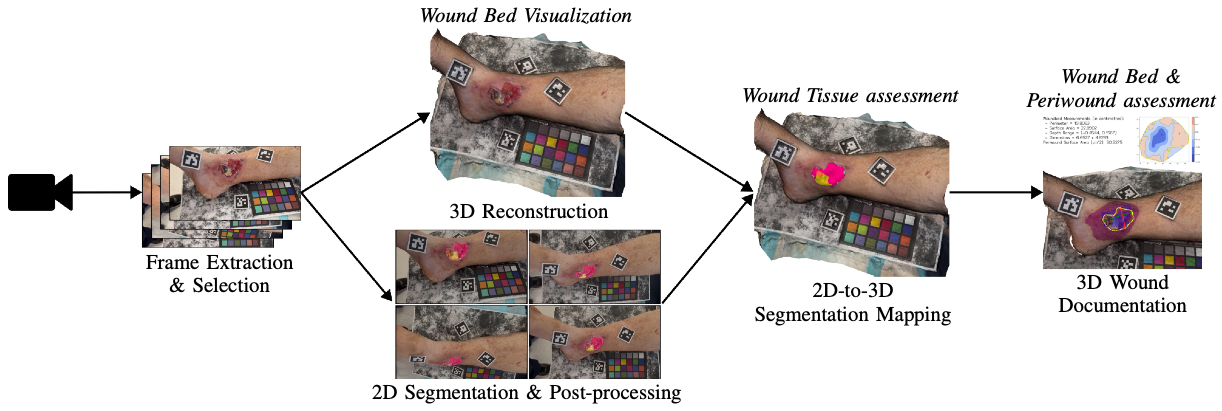 Wound Bed Visualization
3D Reconstruction
Frame Extraction
& Selection
2D Segmentation & Post-processing
Wound Tissue assessment
2D-to-3D
Segmentation Mapping
Wound Bed &
Periwound assessment
3D Wound
Documentation